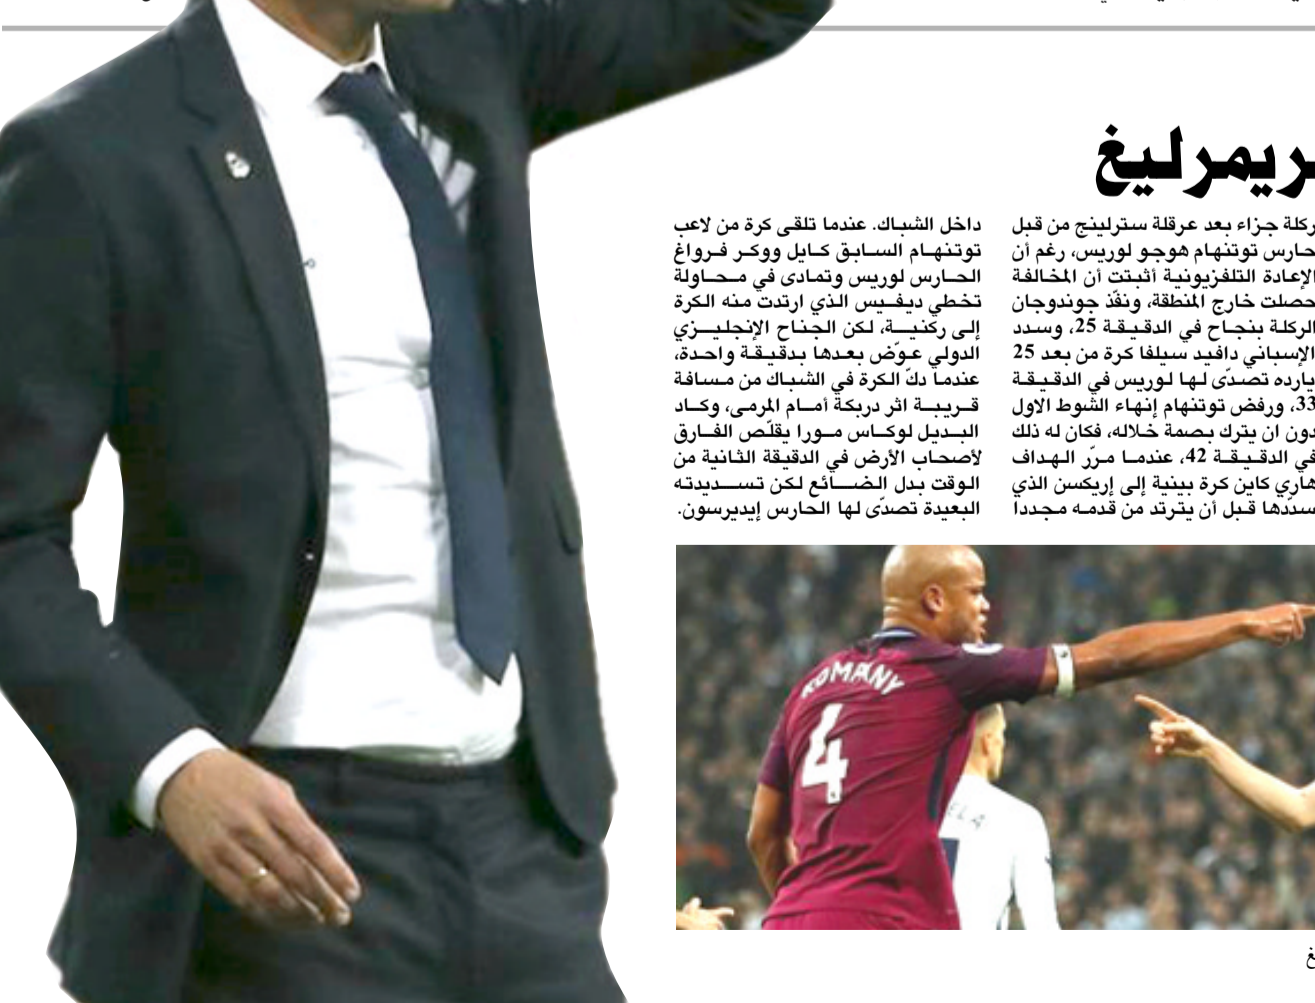 ريمرليغ
ركلة جزاء بعد عرقلة سترلينج من قبل
حارس توتنهام هوجو لوريس، رغم أن
الإعادة التلفزيونية أثبتت أن المخالفة
حصلت خارج المنطقة، ونفّذ جوندوجان
الركلة بنجاح في الدقيقة 25، وسدد
الإسباني دافيد سيلفا كرة من بعد 25
يارده تصدّى لها لوريس في الدقيقة
33، ورفض توتنهام إنهاء الشوط الاول
دون ان يترك بصمة خلاله، فكان له ذلك
في الدقيقة 42، عندما مرّر الهداف
هاري كاين كرة بينية إلى إريكسن الذي
سدّدها قبل أن يترتد من قدمه مجددا
داخل الشباك. عندما تلقى كرة من لاعب
توتنهام السابق كايل ووكر فرواغ
الحارس لوريس وتمادى في محاولة
تخطي ديفيس الذي ارتدت منه الكرة
إلى ركنية، لكن الجناح الإنجليزي
الدولي عوّض بعدها بدقيقة واحدة،
عندما دكّ الكرة في الشباك من مسافة
قريبة اثر دربكة أمام المرمى، وكاد
البديل لوكاس مورا يقلّص الفارق
لأصحاب الأرض في الدقيقة الثانية من
الوقت بدل الضائع لكن تسديدته
البعيدة تصدّى لها الحارس إيديرسون.
KOMPANY
4
ELA